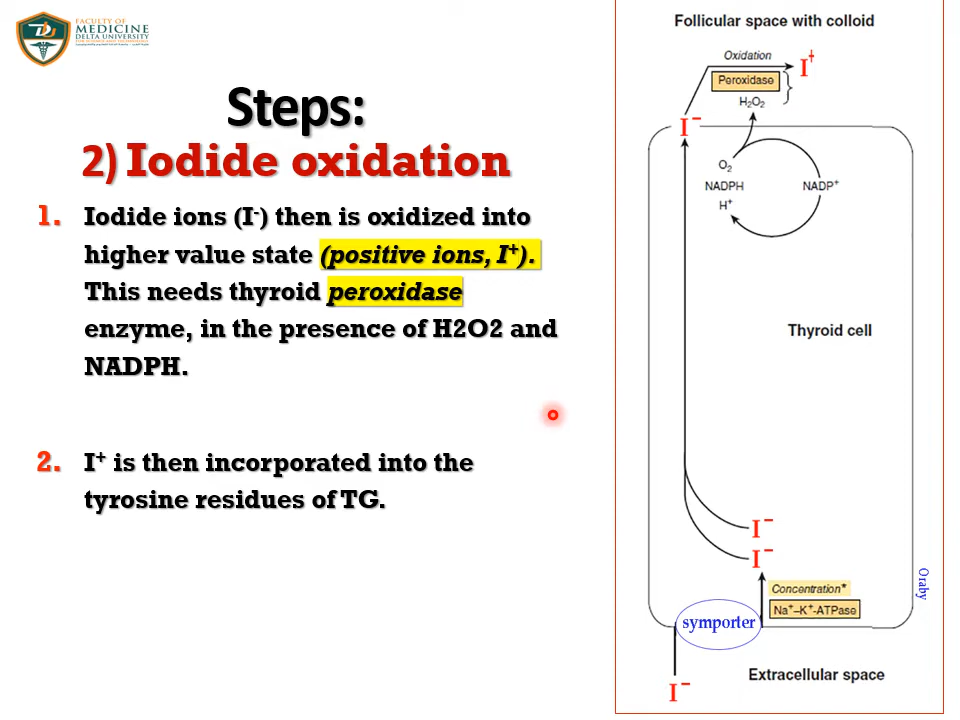 FACULTY OF
MEDICINE
DELTA UNIVERSITY
Steps:
2) Iodide oxidation
1. Iodide ions (I-) then is oxidized into
higher value state (positive ions, I+).
This needs thyroid peroxidase
enzyme, in the presence of H2O2 and
NADPH.
2. I+ is then incorporated into the
tyrosine residues of TG.
Follicular space with colloid
Oxidation
I+
Peroxidase
H2O2
I-
O2
NADPH
NADP+
H+
Thyroid cell
I-
I-
Oraby
Concentration*
Na+–K+-ATPase
symporter
Extracellular space
I-